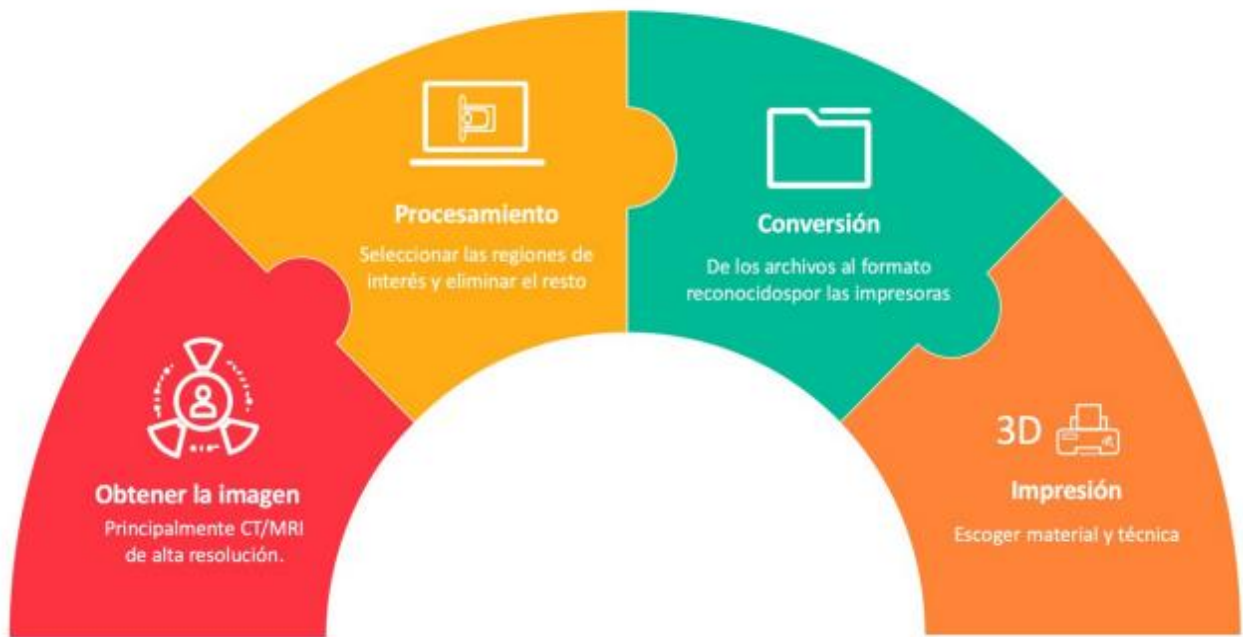 Obtener la imagen
Principalmente CT/MRI
de alta resolución.
Procesamiento
Seleccionar las regiones de
interés y eliminar el resto
Conversión
De los archivos al formato
reconocidospor las impresoras
3D
Impresión
Escoger material y técnica